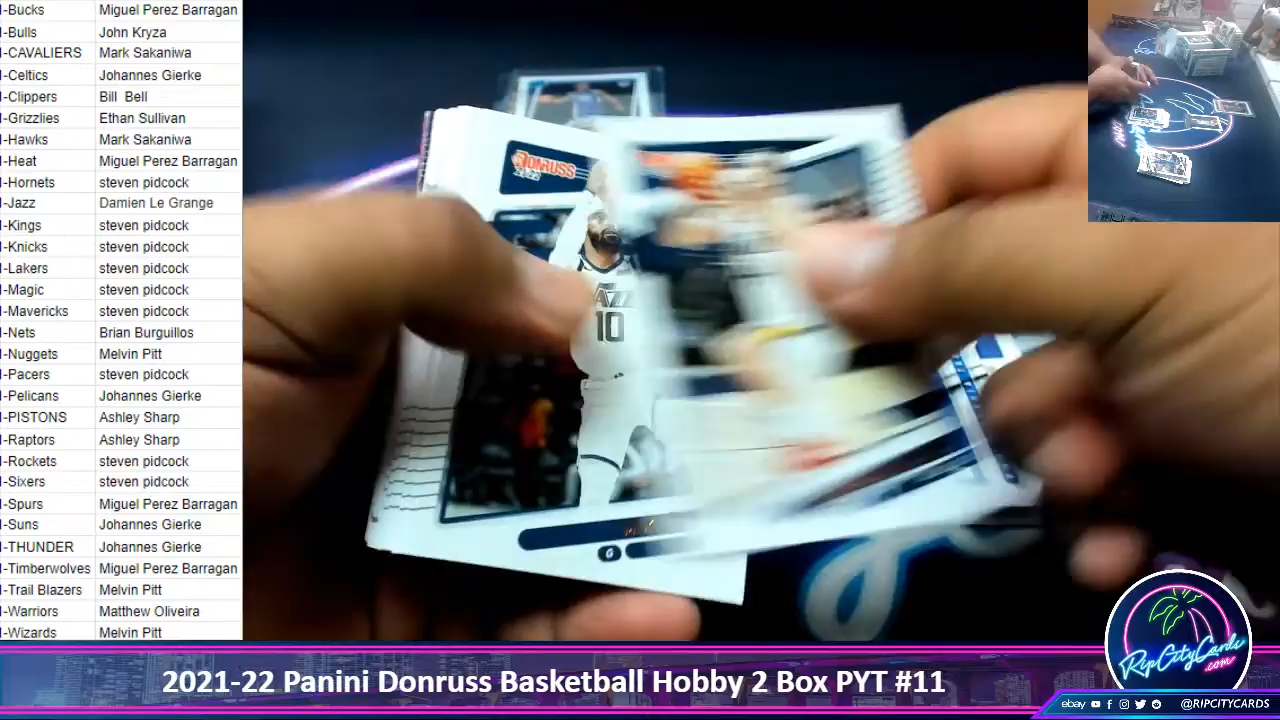 I-Bucks Miguel Perez Barragan
I-Bulls John Kryza
I-CAVALIERS Mark Sakaniwa
I-Celtics Johannes Gierke
I-Clippers Bill Bell
I-Grizzlies Ethan Sullivan
I-Hawks Mark Sakaniwa
I-Heat Miguel Perez Barragan
I-Hornets steven pidcock
I-Jazz Damien Le Grange
I-Kings steven pidcock
I-Knicks steven pidcock
I-Lakers steven pidcock
I-Magic steven pidcock
I-Mavericks steven pidcock
I-Nets Brian Burguillos
I-Nuggets Melvin Pitt
I-Pacers steven pidcock
I-Pelicans Johannes Gierke
I-PISTONS Ashley Sharp
I-Raptors Ashley Sharp
I-Rockets steven pidcock
I-Sixers steven pidcock
I-Spurs Miguel Perez Barragan
I-Suns Johannes Gierke
I-THUNDER Johannes Gierke
I-Timberwolves Miguel Perez Barragan
I-Trail Blazers Melvin Pitt
I-Warriors Matthew Oliveira
I-Wizards Melvin Pitt
DONRUSS
10
G
RipCityCards
.com
2021-22 Panini Donruss Basketball Hobby 2 Box PYT #11
ebay @RIPCITYCARDS